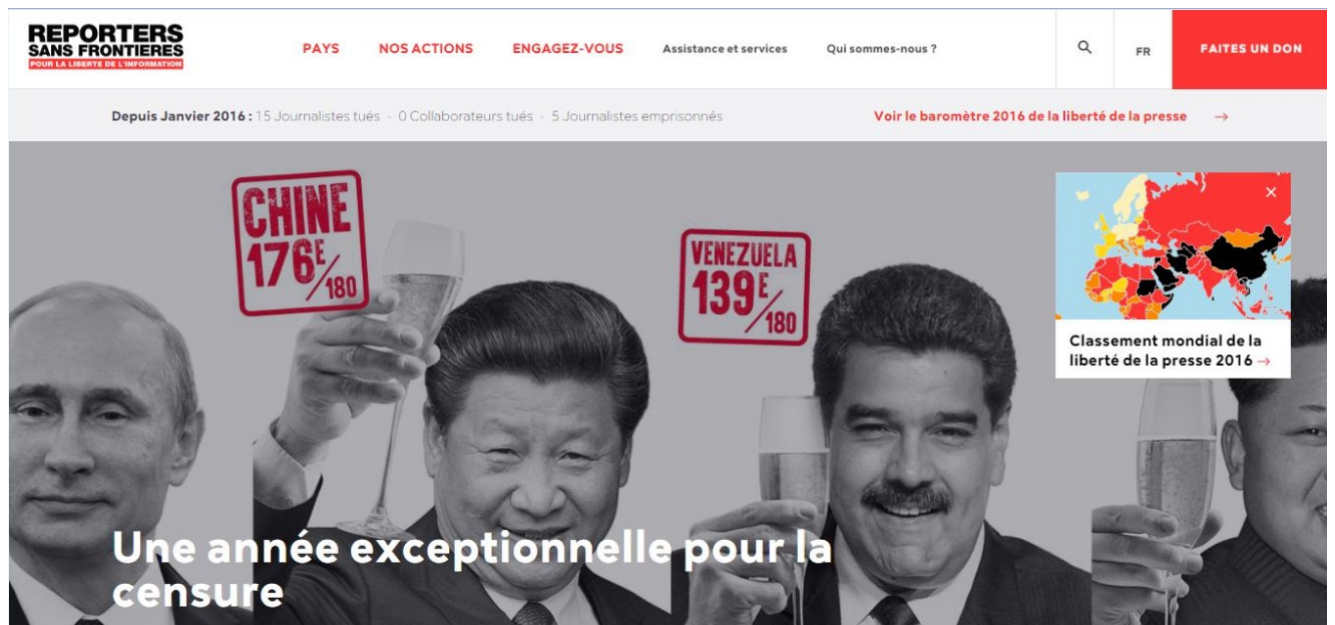 REPORTERS
SANS FRONTIERES
POUR LA LIBERTE DE L'INFORMATION
PAYS NOS ACTIONS ENGAGEZ-VOUS Assistance et services Qui sommes-nous ? FR FAITES UN DON
Depuis Janvier 2016 : 15 Journalistes tués - 0 Collaborateurs tués - 5 Journalistes emprisonnés Voir le baromètre 2016 de la liberté de la presse →
CHINE
176E/180
VENEZUELA
139E/180
Classement mondial de la
liberté de la presse 2016 →
Une année exceptionnelle pour la
censure